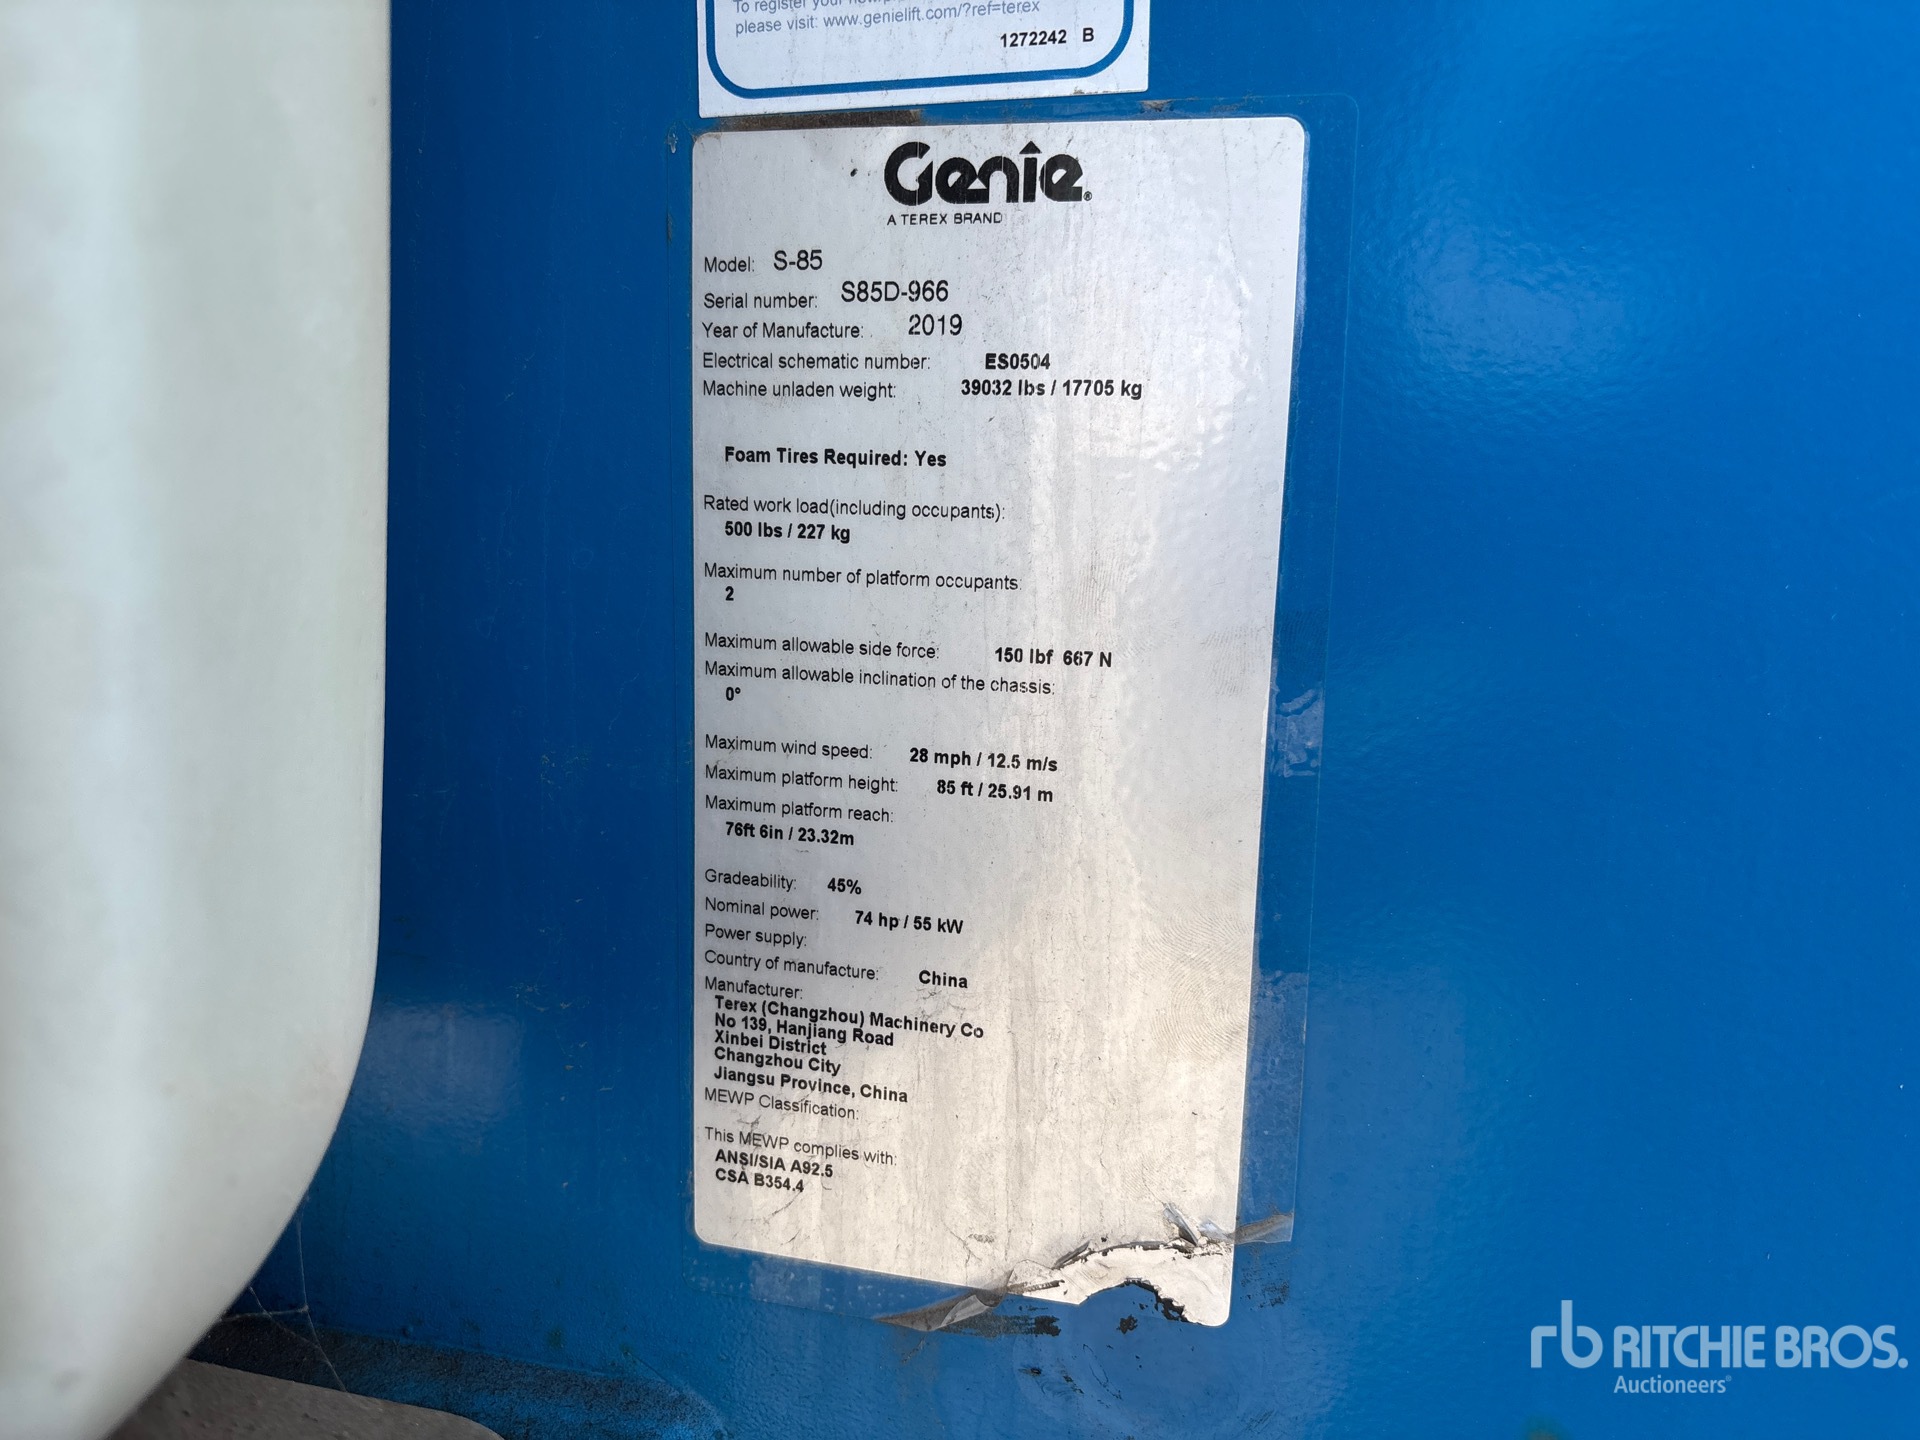 To register your new
please visit: www.genielift.com/?ref=terex
1272242 B
Genie®
A TEREX BRAND
Model: S-85
Serial number: S85D-966
Year of Manufacture: 2019
Electrical schematic number: ES0504
Machine unladen weight: 39032 lbs / 17705 kg
Foam Tires Required: Yes
Rated work load(including occupants):
500 lbs / 227 kg
Maximum number of platform occupants:
2
Maximum allowable side force: 150 lbf 667 N
Maximum allowable inclination of the chassis:
0°
Maximum wind speed: 28 mph / 12.5 m/s
Maximum platform height: 85 ft / 25.91 m
Maximum platform reach:
76ft 6in / 23.32m
Gradeability: 45%
Nominal power: 74 hp / 55 kW
Power supply:
Country of manufacture: China
Manufacturer:
Terex (Changzhou) Machinery Co
No 139, Hanjiang Road
Xinbei District
Changzhou City
Jiangsu Province, China
MEWP Classification:
This MEWP complies with:
ANSI/SIA A92.5
CSA B354.4
rb RITCHIE BROS.
Auctioneers®